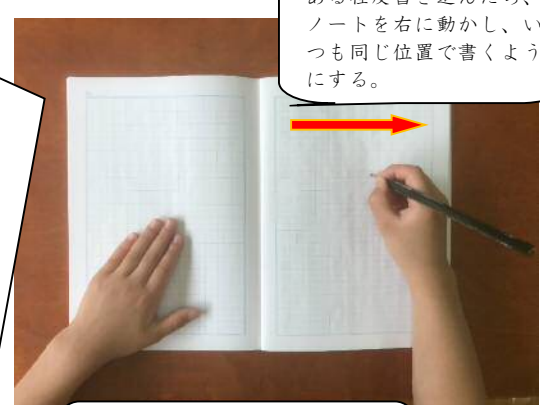 ある程度書き進んだら、
ノートを右に動かし、い
つも同じ位置で書くよう
にする。